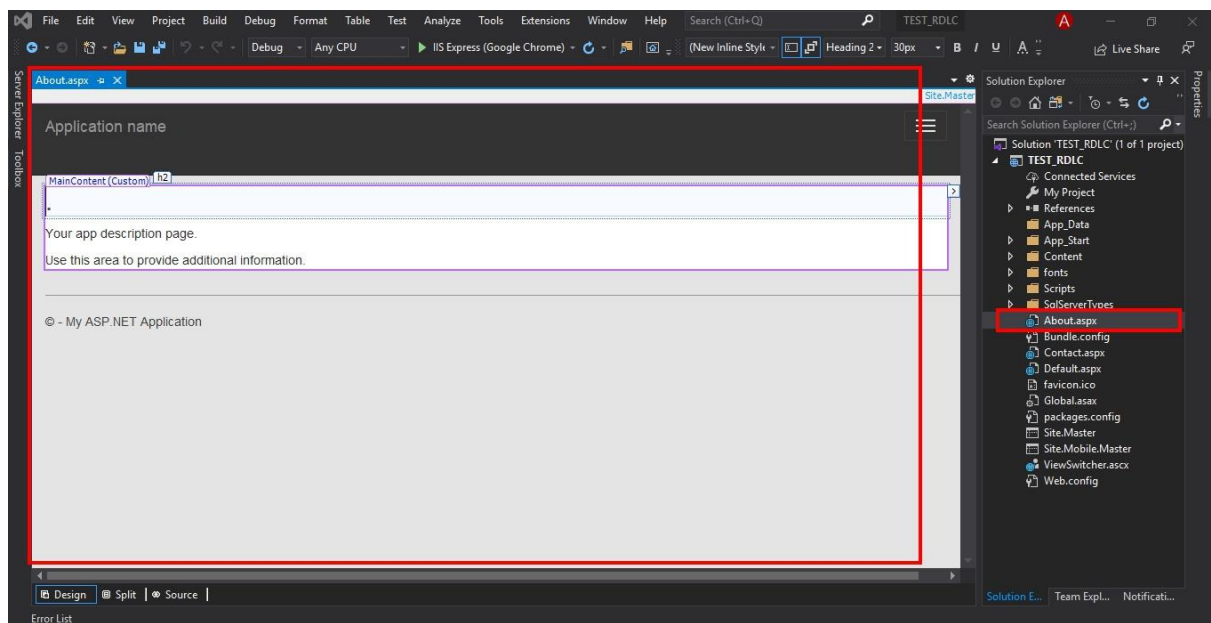 File Edit View Project Build Debug Format Table Test Analyze Tools Extensions Window Help Search (Ctrl+Q) TEST_RDLC A
Debug Any CPU IIS Express (Google Chrome) (New Inline Style Heading 2 30px B I U A Live Share
Server Explorer
Toolbox
About.aspx
Site.Master
Application name
MainContent (Custom) h2
.
Your app description page.
Use this area to provide additional information.
© - My ASP.NET Application
Design Split Source
Error List
Solution Explorer
Search Solution Explorer (Ctrl+;)
Solution 'TEST_RDLC' (1 of 1 project)
TEST_RDLC
Connected Services
My Project
References
App_Data
App_Start
Content
fonts
Scripts
SqlServerTypes
About.aspx
Bundle.config
Contact.aspx
Default.aspx
favicon.ico
Global.asax
packages.config
Site.Master
Site.Mobile.Master
ViewSwitcher.ascx
Web.config
Solution E... Team Expl... Notificati...
Properties